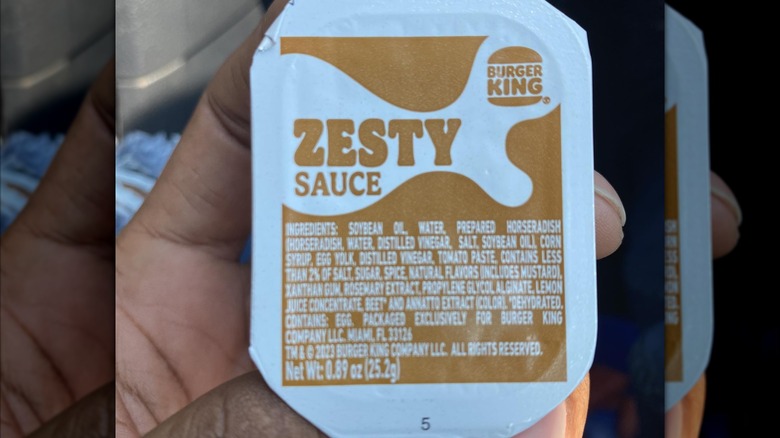 BURGER
KING®
ZESTY
SAUCE
INGREDIENTS: SOYBEAN OIL, WATER, PREPARED HORSERADISH
(HORSERADISH, WATER, DISTILLED VINEGAR, SALT, SOYBEAN OIL), CORN
SYRUP, EGG YOLK, DISTILLED VINEGAR, TOMATO PASTE, CONTAINS LESS
THAN 2% OF SALT, SUGAR, SPICE, NATURAL FLAVORS (INCLUDES MUSTARD),
XANTHAN GUM, ROSEMARY EXTRACT, PROPYLENE GLYCOL ALGINATE, LEMON
JUICE CONCENTRATE, BEET* AND ANNATTO EXTRACT (COLOR). *DEHYDRATED.
CONTAINS: EGG. PACKAGED EXCLUSIVELY FOR BURGER KING
COMPANY LLC. MIAMI, FL 33126
TM & © 2023 BURGER KING COMPANY LLC. ALL RIGHTS RESERVED.
Net Wt: 0.89 oz (25.2g)
5